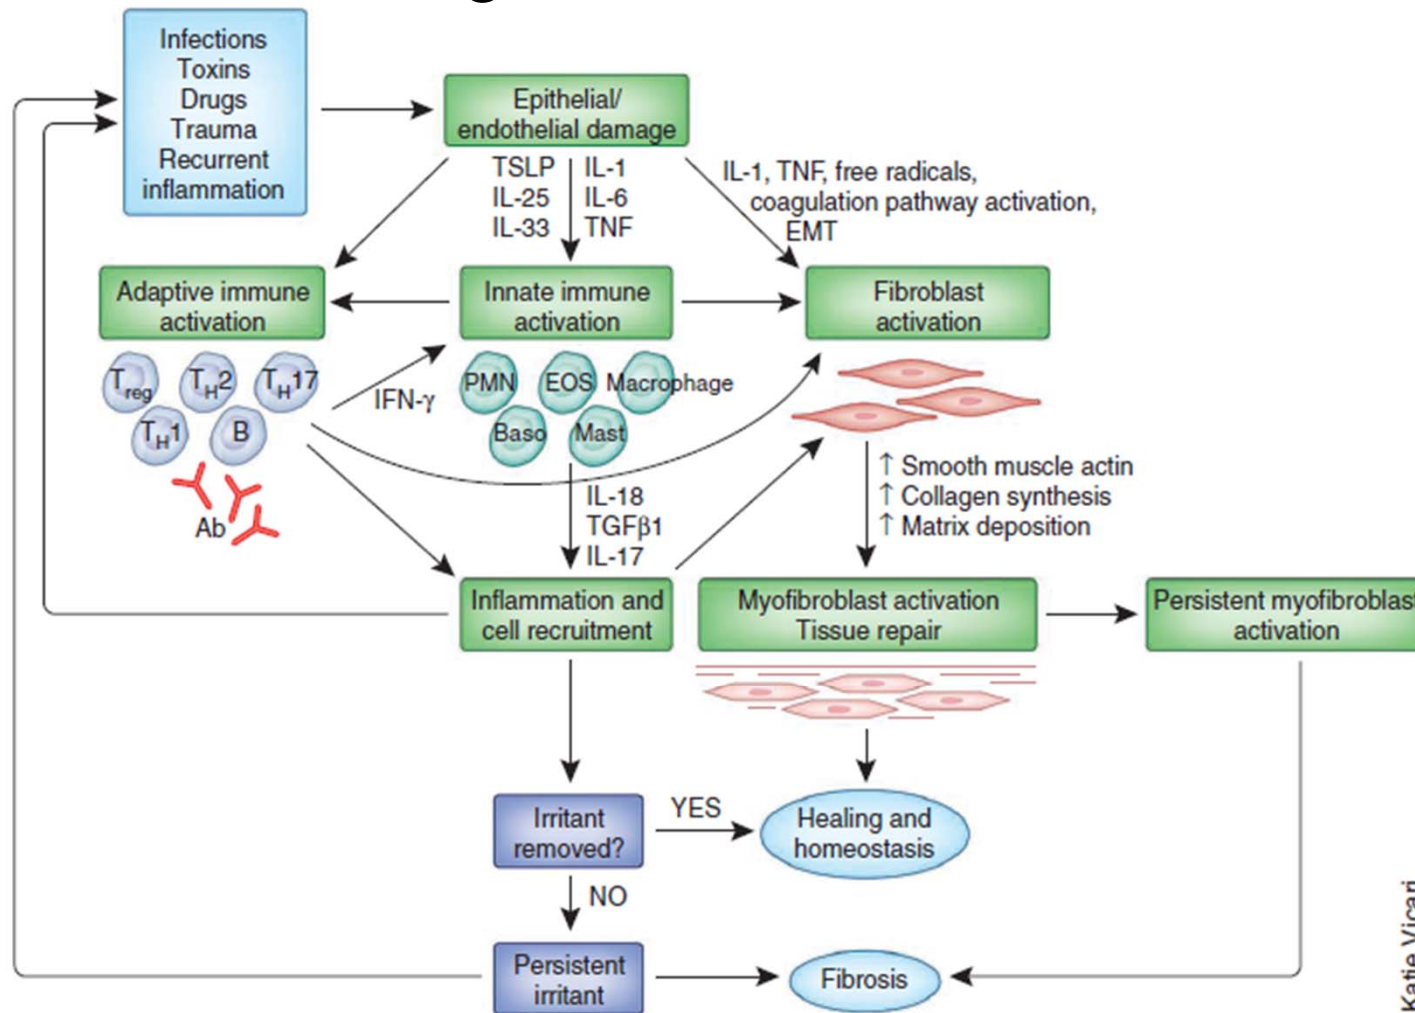 Infections
Toxins
Drugs
Trauma
Recurrent
inflammation
Epithelial/
endothelial damage
TSLP
IL-25
IL-33
IL-1
IL-6
TNF
IL-1, TNF, free radicals,
coagulation pathway activation,
EMT
Adaptive immune
activation
Innate immune
activation
Fibroblast
activation
Treg
TH2
TH17
TH1
B
Ab
IFN-γ
PMN
EOS
Macrophage
Baso
Mast
IL-18
TGFβ1
IL-17
↑ Smooth muscle actin
↑ Collagen synthesis
↑ Matrix deposition
Inflammation and
cell recruitment
Myofibroblast activation
Tissue repair
Persistent myofibroblast
activation
Irritant
removed?
YES
Healing and
homeostasis
NO
Persistent
irritant
Fibrosis
Katie Vicari